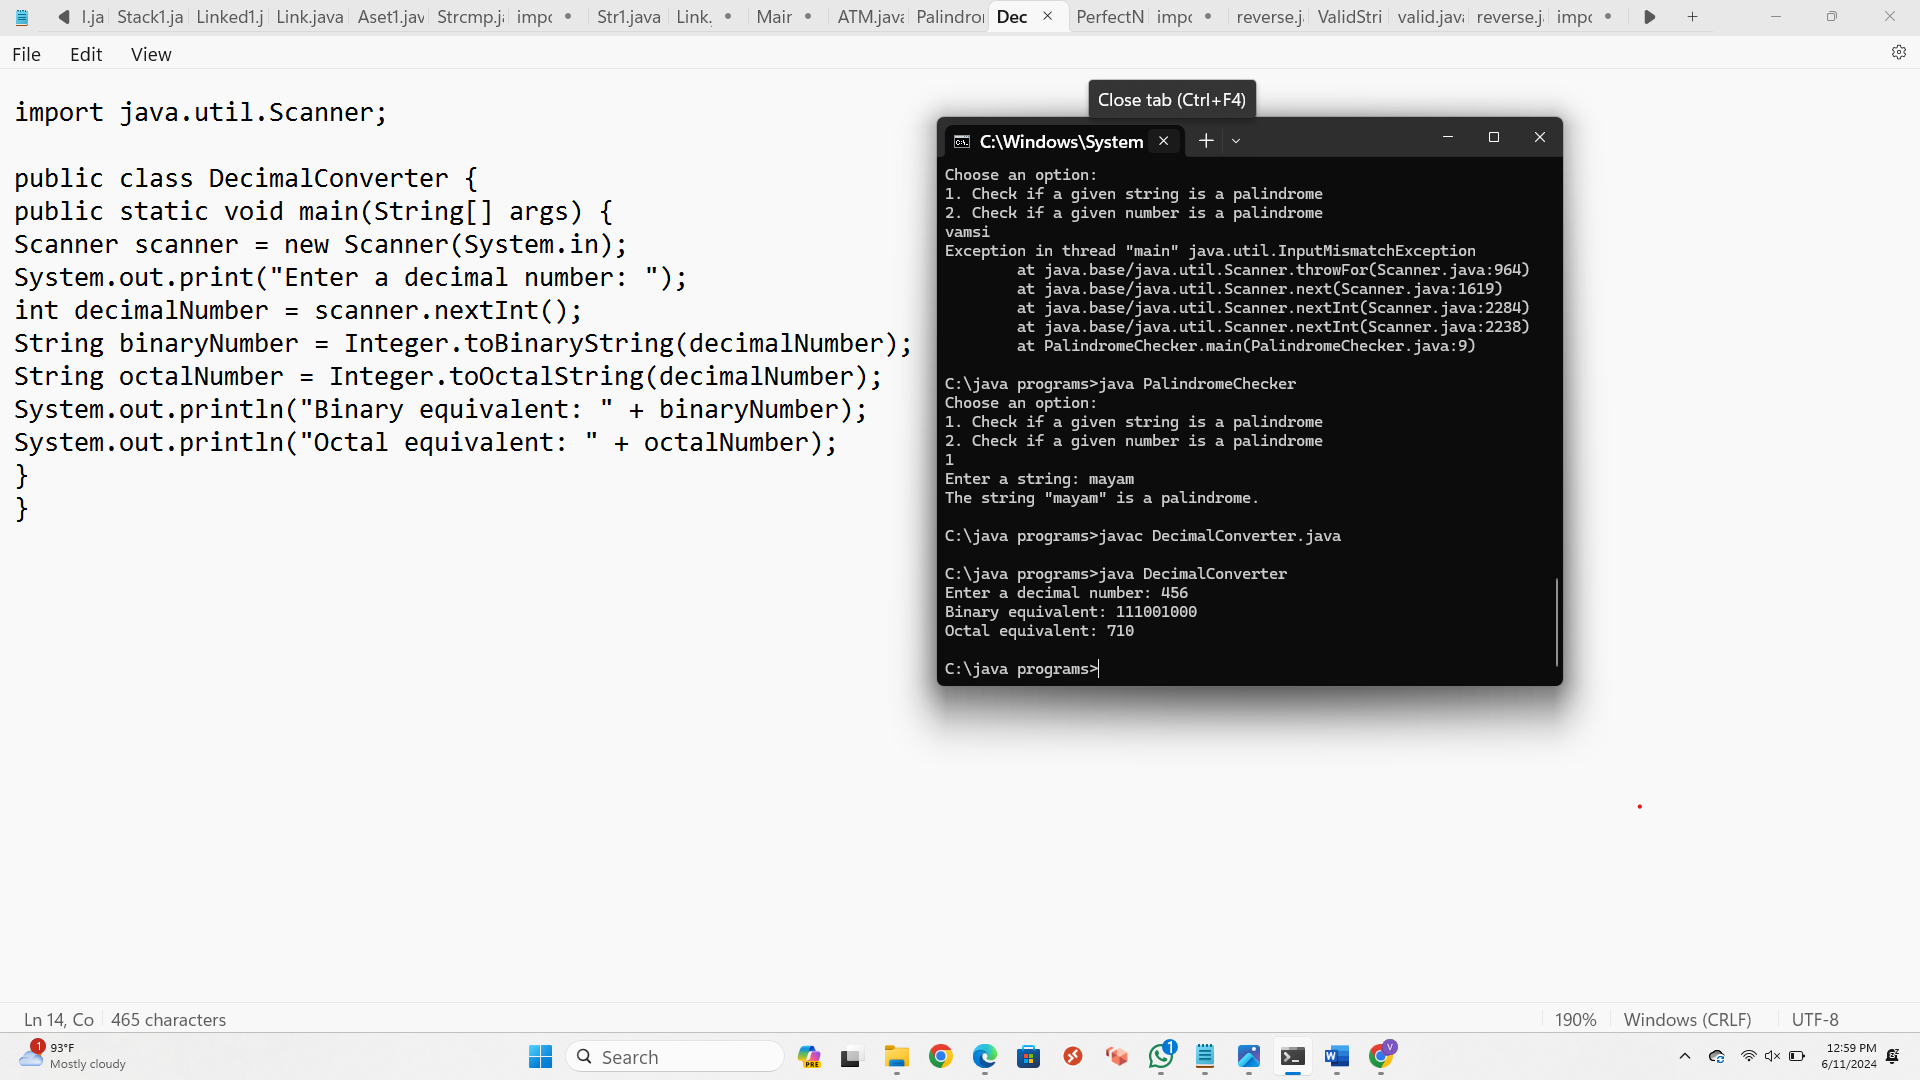 I.ja Stack1.ja Linked1.j Link.java Aset1.jav Strcmp.j impo Str1.java Link. Mair ATM.java Palindror Dec PerfectN impo reverse.j ValidStri valid.java reverse.j impo
File Edit View
Close tab (Ctrl+F4)
import java.util.Scanner;
public class DecimalConverter {
public static void main(String[] args) {
Scanner scanner = new Scanner(System.in);
System.out.print("Enter a decimal number: ");
int decimalNumber = scanner.nextInt();
String binaryNumber = Integer.toBinaryString(decimalNumber);
String octalNumber = Integer.toOctalString(decimalNumber);
System.out.println("Binary equivalent: " + binaryNumber);
System.out.println("Octal equivalent: " + octalNumber);
}
}
C:\Windows\System
Choose an option:
1. Check if a given string is a palindrome
2. Check if a given number is a palindrome
vamsi
Exception in thread "main" java.util.InputMismatchException
at java.base/java.util.Scanner.throwFor(Scanner.java:964)
at java.base/java.util.Scanner.next(Scanner.java:1619)
at java.base/java.util.Scanner.nextInt(Scanner.java:2284)
at java.base/java.util.Scanner.nextInt(Scanner.java:2238)
at PalindromeChecker.main(PalindromeChecker.java:9)
C:\java programs>java PalindromeChecker
Choose an option:
1. Check if a given string is a palindrome
2. Check if a given number is a palindrome
1
Enter a string: mayam
The string "mayam" is a palindrome.
C:\java programs>javac DecimalConverter.java
C:\java programs>java DecimalConverter
Enter a decimal number: 456
Binary equivalent: 111001000
Octal equivalent: 710
C:\java programs>
Ln 14, Co 465 characters 190% Windows (CRLF) UTF-8
1 93°F
Mostly cloudy
Search
PRE
1
V
12:59 PM
6/11/2024